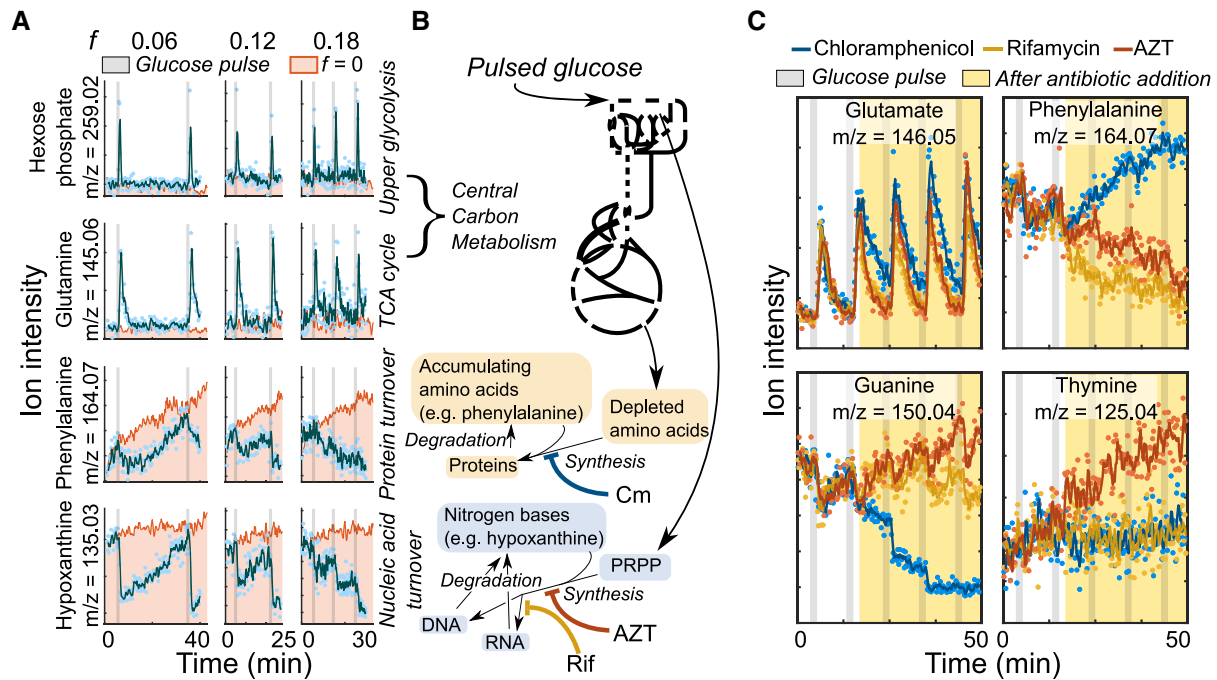 A
f 0.06 0.12 0.18
Glucose pulse f = 0
Hexose
phosphate
m/z = 259.02
Upper glycolysis
Glutamine
m/z = 145.06
TCA cycle
Phenylalanine
m/z = 164.07
Protein turnover
Hypoxanthine
m/z = 135.03
Nucleic acid
turnover
Ion intensity
0 40 0 25 0 30
Time (min)
B
Pulsed glucose
Central
Carbon
Metabolism
Accumulating
amino acids
(e.g. phenylalanine)
Depleted
amino acids
Degradation
Proteins
Synthesis
Cm
Nitrogen bases
(e.g. hypoxanthine)
PRPP
Degradation
Synthesis
DNA
RNA
AZT
Rif
C
Chloramphenicol Rifamycin AZT
Glucose pulse After antibiotic addition
Glutamate
m/z = 146.05
Phenylalanine
m/z = 164.07
Guanine
m/z = 150.04
Thymine
m/z = 125.04
Ion intensity
0 50 0 50
Time (min)